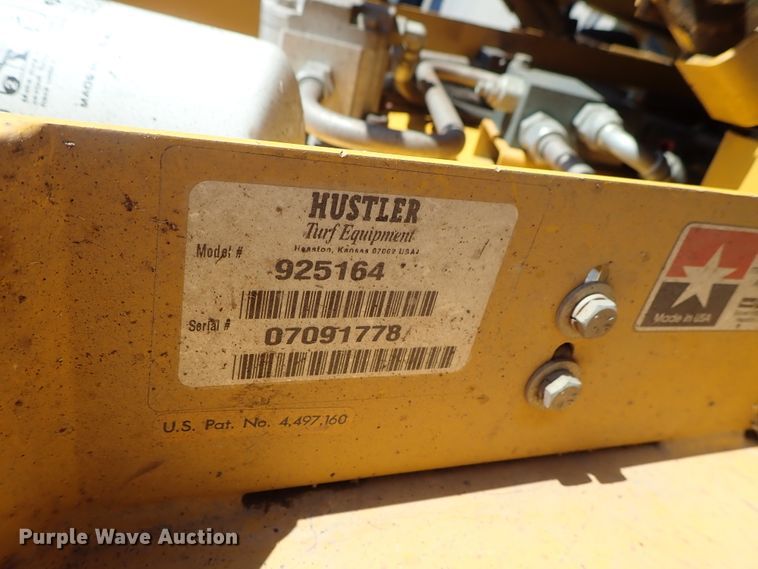 HUSTLER
Turf Equipment
Hesston, Kansas 67062 USA
Model # 925164
Serial # 07091778
U.S. Pat. No. 4,497,160
Made in USA
Purple Wave Auction